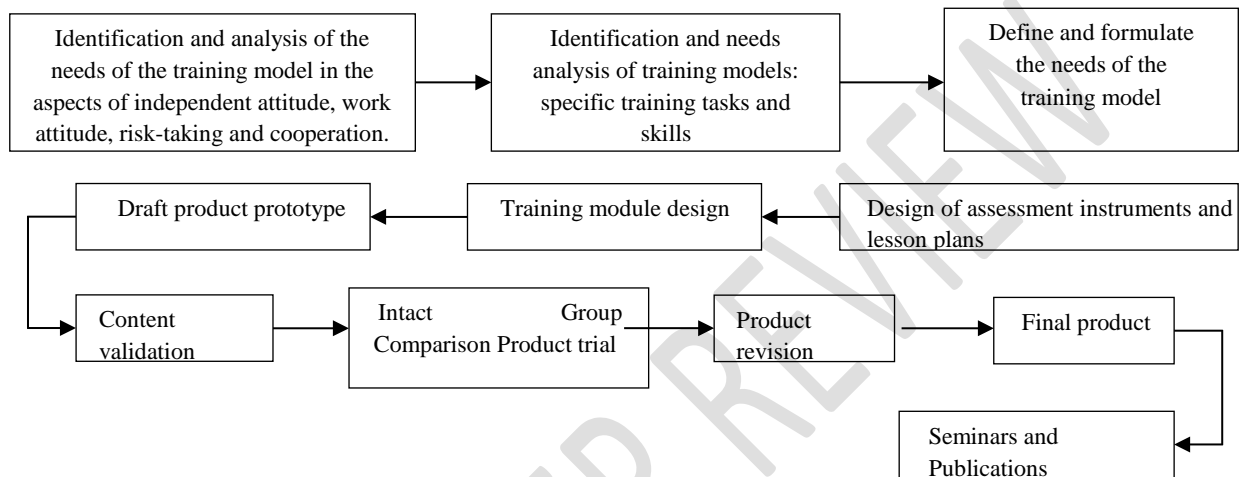 Identification and analysis of the
needs of the training model in the
aspects of independent attitude, work
attitude, risk-taking and cooperation.
Identification and needs
analysis of training models:
specific training tasks and
skills
Define and formulate
the needs of the
training model
Draft product prototype
Training module design
Design of assessment instruments and
lesson plans
Content
validation
Intact Group
Comparison Product trial
Product
revision
Final product
Seminars and
Publications
ER REVIEW